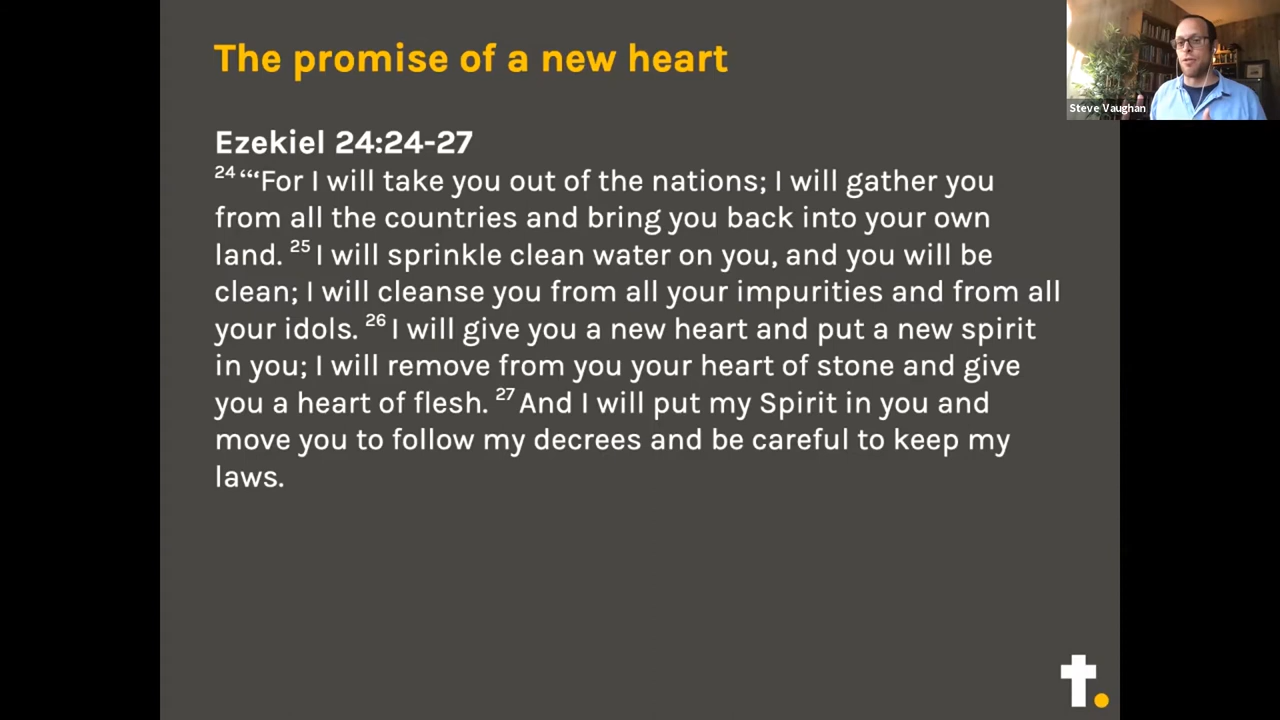 The promise of a new heart
Steve Vaughan
Ezekiel 24:24-27
24 “‘“For I will take you out of the nations; I will gather you
from all the countries and bring you back into your own
land. 25 I will sprinkle clean water on you, and you will be
clean; I will cleanse you from all your impurities and from all
your idols. 26 I will give you a new heart and put a new spirit
in you; I will remove from you your heart of stone and give
you a heart of flesh. 27 And I will put my Spirit in you and
move you to follow my decrees and be careful to keep my
laws.